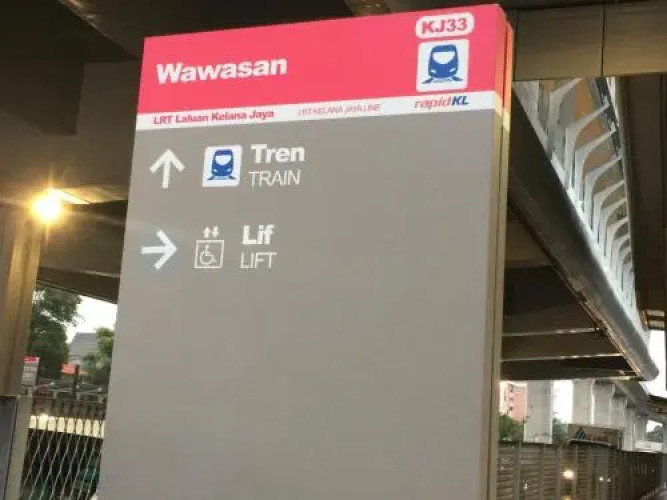 KJ33
Wawasan
LRT Laluan Kelana Jaya LRT KELANA JAYA LINE
rapidKL
Tren
TRAIN
Lif
LIFT